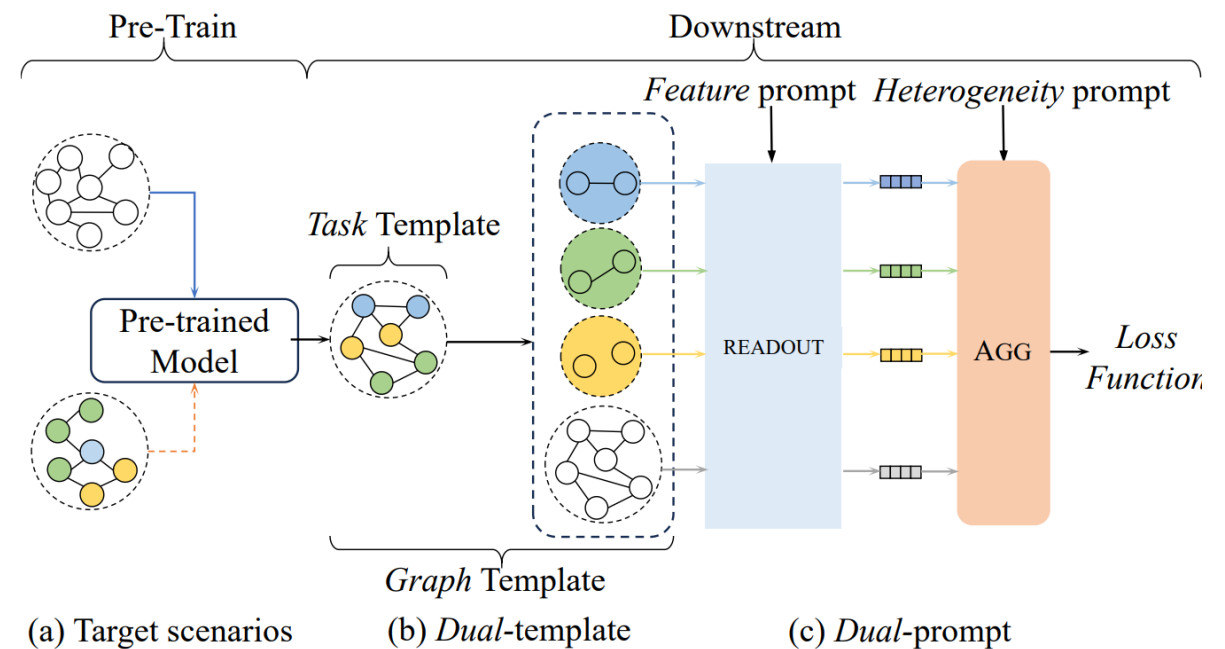 Pre-Train
Downstream
Feature prompt
Heterogeneity prompt
Task Template
Pre-trained
Model
READOUT
AGG
Loss
Function
Graph Template
(a) Target scenarios
(b) Dual-template
(c) Dual-prompt